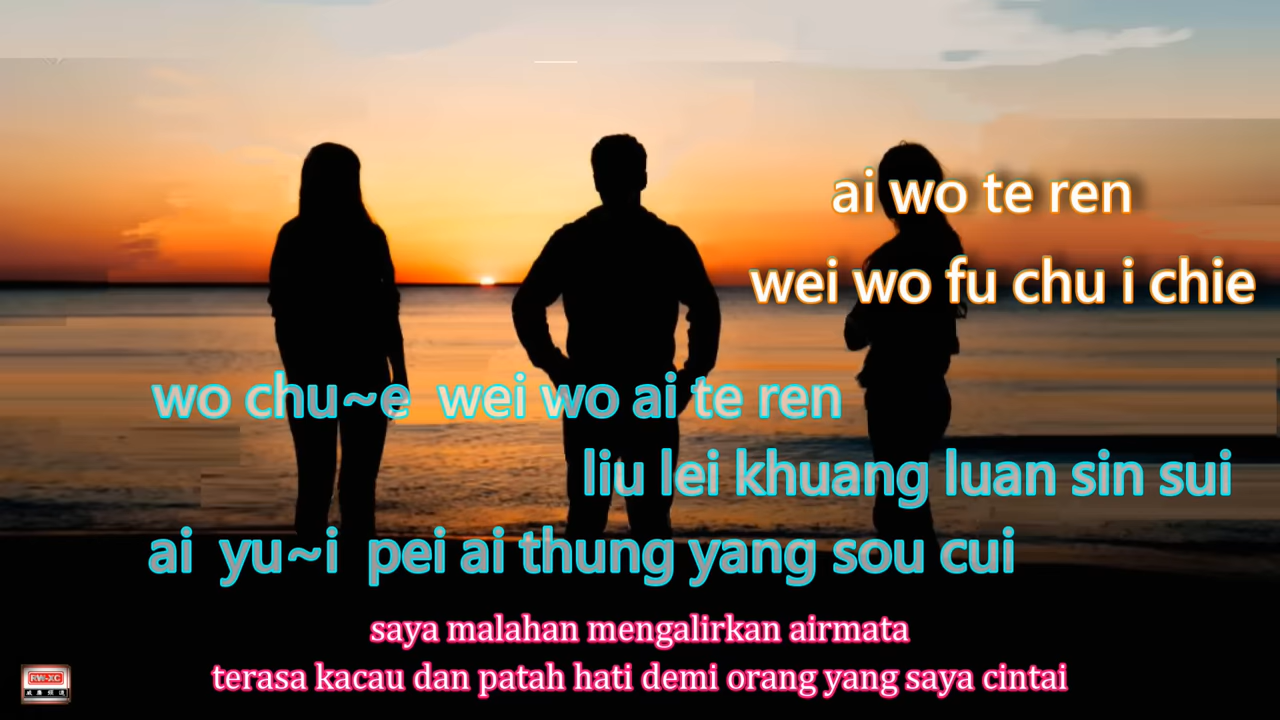 ai wo te ren
wei wo fu chu i chie
wo chu~e wei wo ai te ren
liu lei khuang luan sin sui
ai yu~i pei ai thung yang sou cui
saya malahan mengalirkan airmata
terasa kacau dan patah hati demi orang yang saya cintai
RW-XC